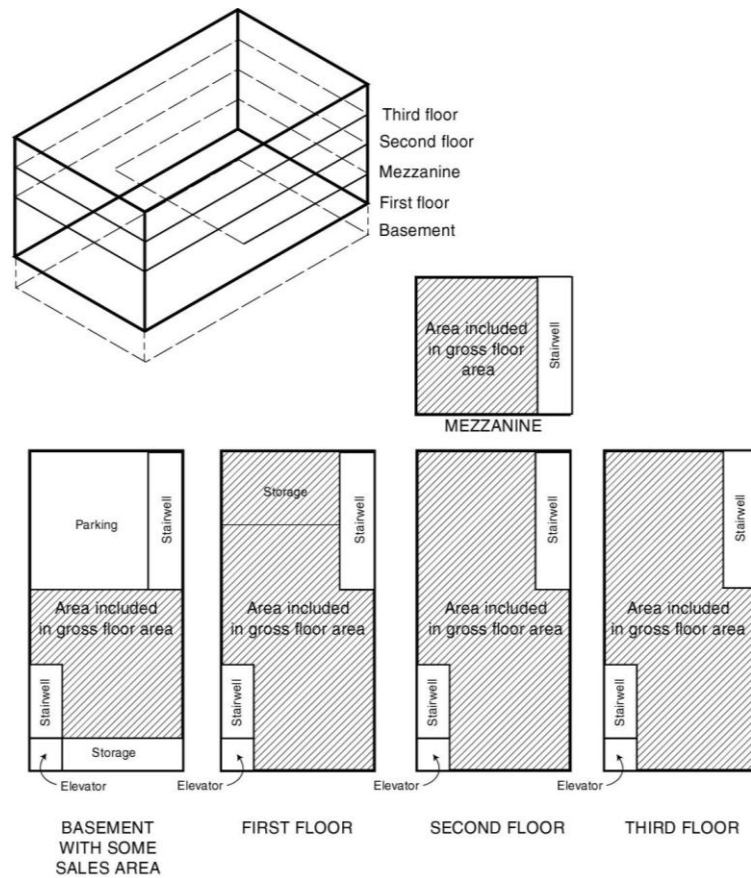 Third floor
Second floor
Mezzanine
First floor
Basement
Area included
in gross floor
area
Stairwell
MEZZANINE
Parking
Stairwell
Area included
in gross floor area
Stairwell
Storage
Elevator
BASEMENT
WITH SOME
SALES AREA
Storage
Stairwell
Area included
in gross floor area
Stairwell
Elevator
FIRST FLOOR
Stairwell
Area included
in gross floor area
Stairwell
Elevator
SECOND FLOOR
Stairwell
Area included
in gross floor area
Stairwell
Elevator
THIRD FLOOR